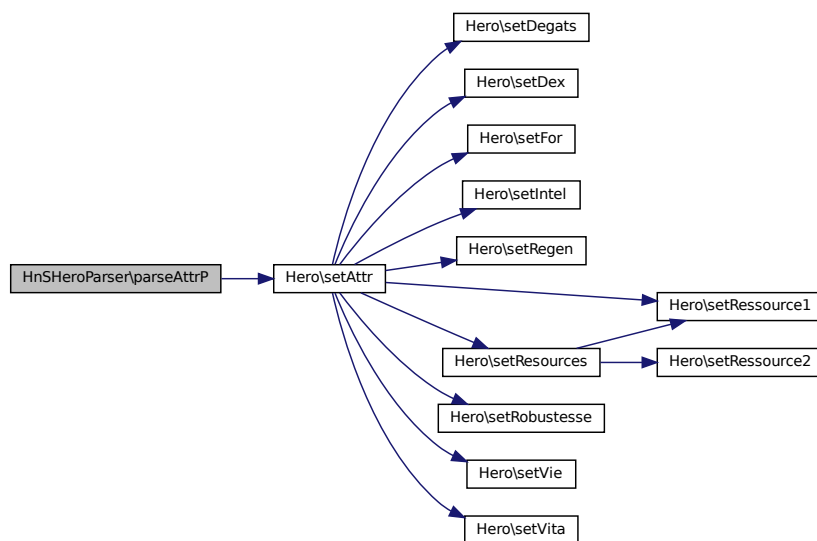 Hero\setDegats
Hero\setDex
Hero\setFor
Hero\setIntel
Hero\setRegen
HnSHeroParser\parseAttrP
Hero\setAttr
Hero\setRessource1
Hero\setResources
Hero\setRessource2
Hero\setRobustesse
Hero\setVie
Hero\setVita